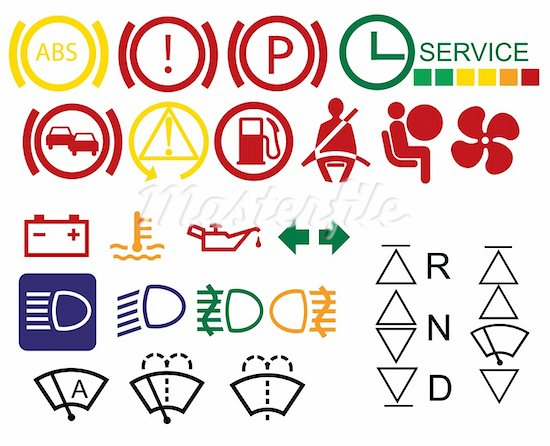 ABS ! P SERVICE
!
Masterfile
- +
R
N
A D